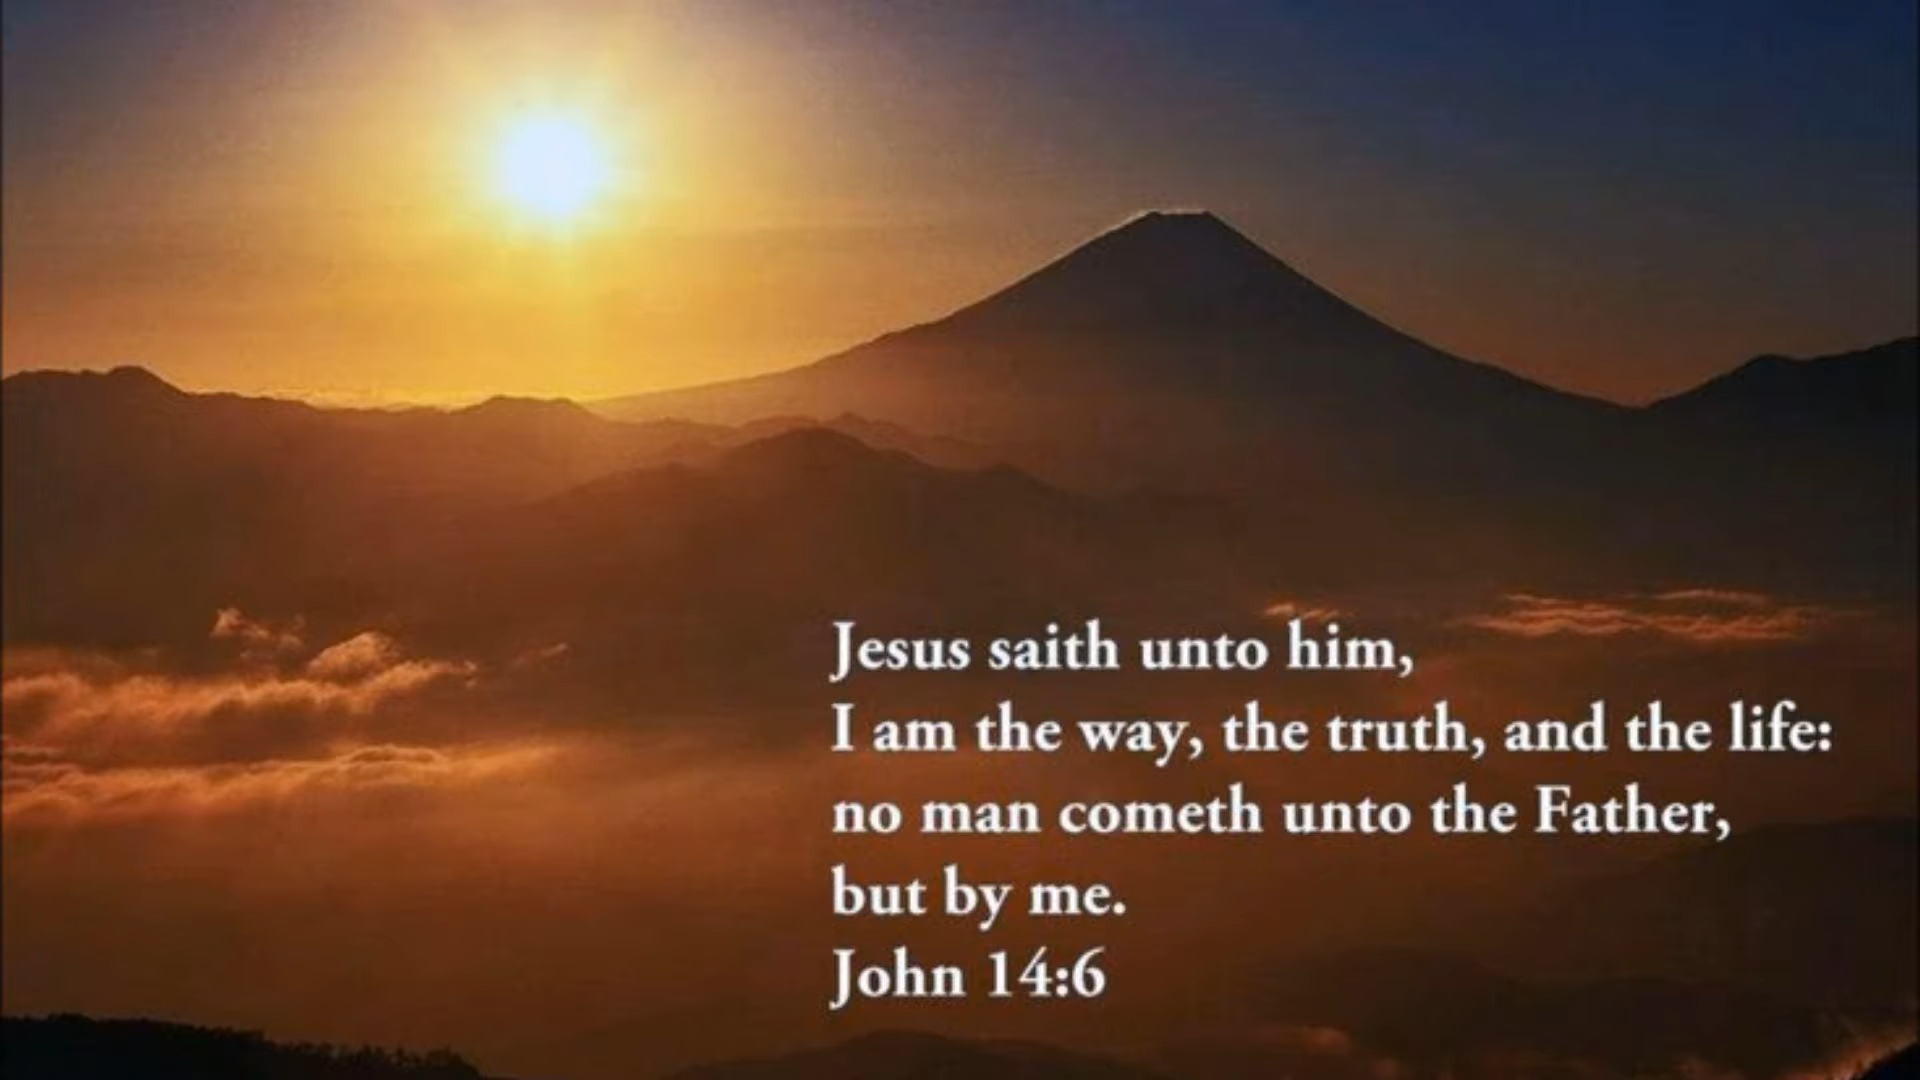 Jesus saith unto him,
I am the way, the truth, and the life:
no man cometh unto the Father,
but by me.
John 14:6